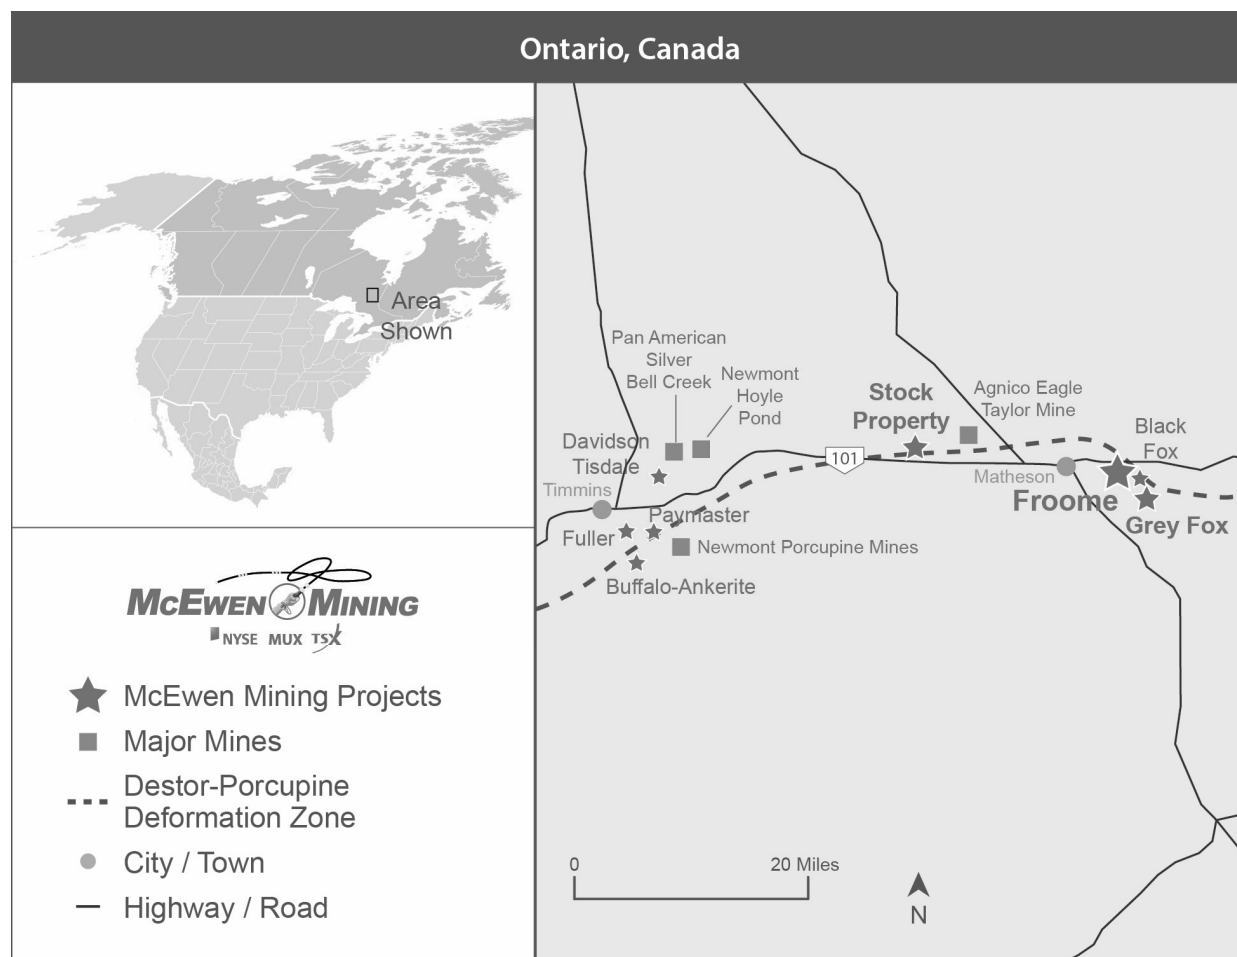 Ontario, Canada
Area
Shown
McEwen Mining
NYSE MUX TSX
McEwen Mining Projects
Major Mines
Destor-Porcupine
Deformation Zone
City / Town
Highway / Road
Pan American
Silver
Bell Creek
Newmont
Hoyle
Pond
Davidson
Tisdale
Timmins
Fuller
Paymaster
Newmont Porcupine Mines
Buffalo-Ankerite
101
Stock
Property
Agnico Eagle
Taylor Mine
Matheson
Black
Fox
Froome
Grey Fox
0 20 Miles
N